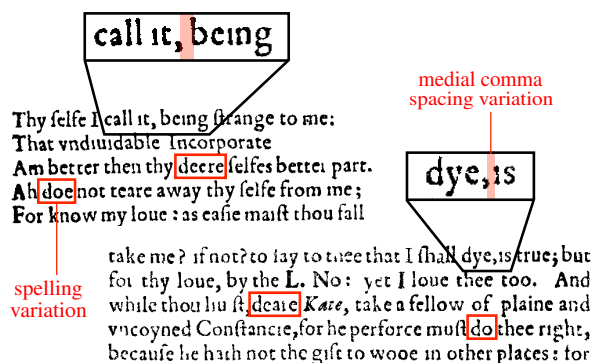 call it, being
medial comma
spacing variation
Thy ſelfe I call it, being ſtrange to me:
That vndiuidable Incorporate
Am better then thy deere ſelfes better part.
Ah doe not teare away thy ſelfe from me;
For know my loue : as eaſie maiſt thou fall
dye,is
take me? if not? to ſay to thee that I ſhall dye,is true; but
for thy loue, by the L. No: yet I loue thee too. And
while thou liu'ſt, deare Kate, take a fellow of plaine and
vncoyned Conſtancie, for he perforce muſt do thee right,
becauſe he hath not the gift to wooe in other places : for
spelling
variation